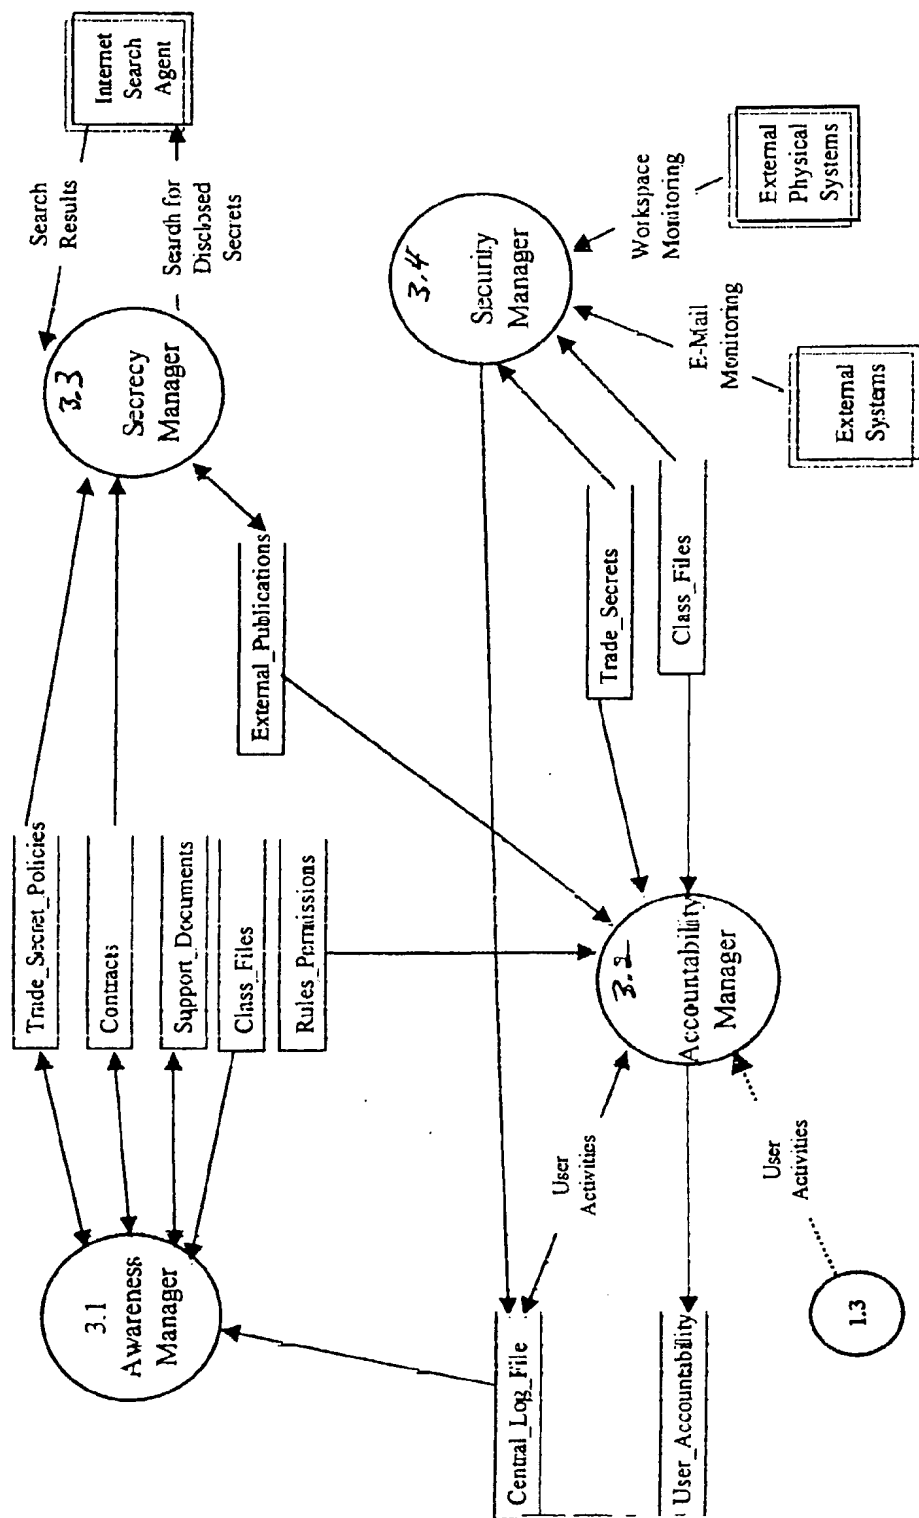 3.1
Awareness
Manager
Trade_Secret_Policies
Contracts
Support_Documents
Class_Files
Rules_Permissions
3.3
Secrecy
Manager
Search
Results
Search for
Disclosed
Secrets
Internet
Search
Agent
External_Publications
Central_Log_File
User
Activities
User_Accountability
1.3
User
Activities
3.2
Accountability
Manager
Trade_Secrets
Class_Files
3.4
Security
Manager
E-Mail
Monitoring
Workspace
Monitoring
External
Systems
External
Physical
Systems